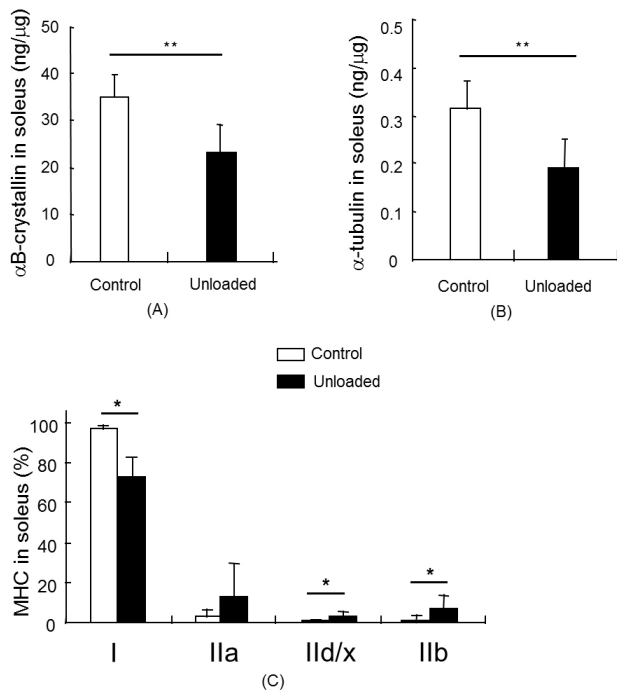 αB-crystallin in soleus (ng/μg)
50
40
30
20
10
0
**
Control
Unloaded
(A)
α-tubulin in soleus (ng/μg)
0.5
0.4
0.3
0.2
0.1
0
**
Control
Unloaded
(B)
Control
Unloaded
MHC in soleus (%)
100
80
60
40
20
0
*
*
*
I
IIa
IId/x
IIb
(C)